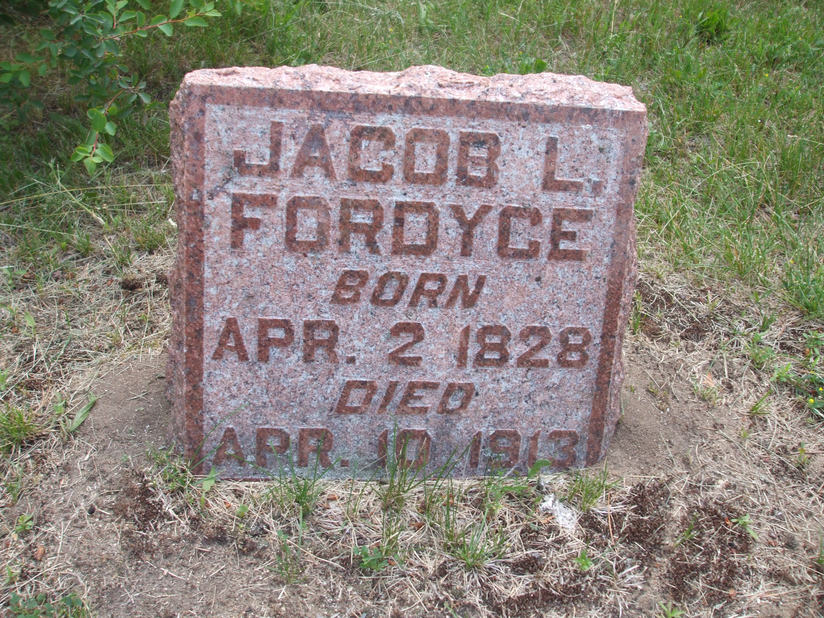 JACOB L.
FORDYCE
BORN
APR. 2 1828
DIED
APR. 10 1913